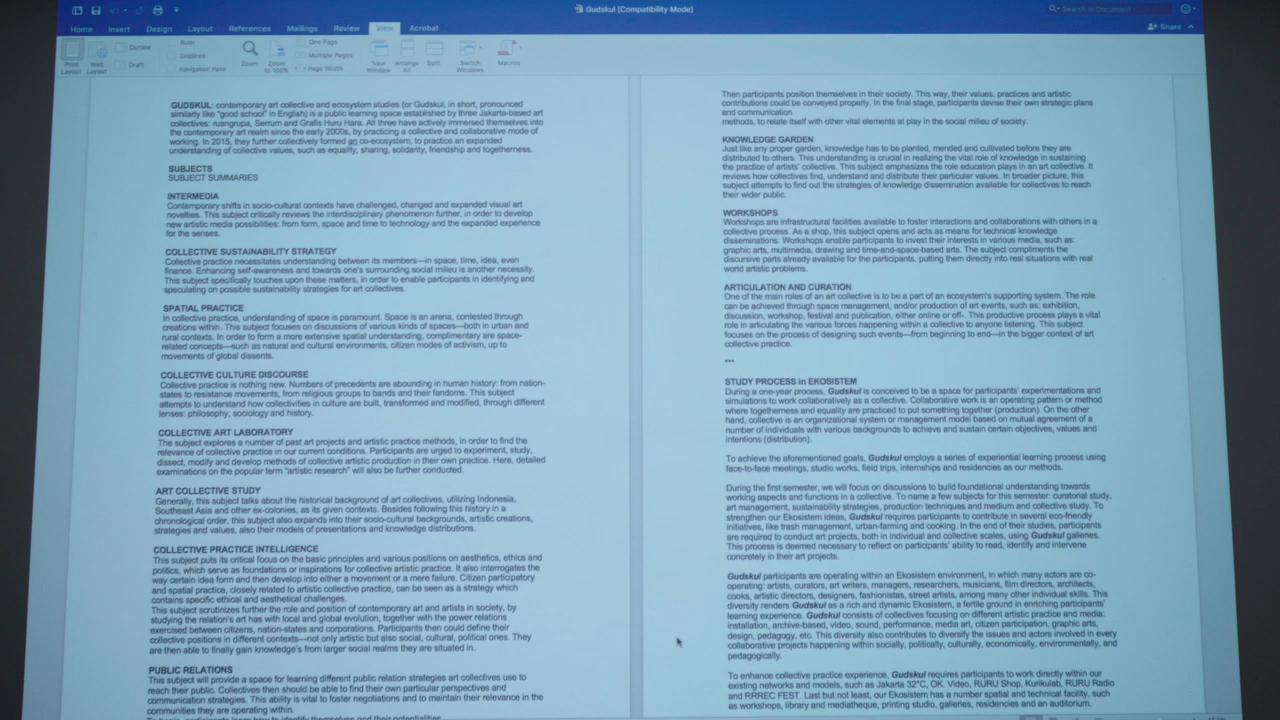 Gudskul [Compatibility Mode]
Search in Document
Home Insert Design Layout References Mailings Review View Acrobat
Share
Print Layout
Web Layout
Outline
Draft
Ruler
Gridlines
Navigation Pane
Zoom
Zoom to 100%
One Page
Multiple Pages
Page Width
New Window
Arrange All
Split
Switch Windows
Macros
GUDSKUL: contemporary art collective and ecosystem studies (or Gudskul, in short, pronounced
similarly like "good school" in English) is a public learning space established by three Jakarta-based art
collectives: ruangrupa, Serrum and Grafis Huru Hara. All three have actively immersed themselves into
the contemporary art realm since the early 2000s, by practicing a collective and collaborative mode of
working. In 2015, they further collectively formed an co-ecosystem, to practice an expanded
understanding of collective values, such as equality, sharing, solidarity, friendship and togetherness.
SUBJECTS
SUBJECT SUMMARIES
INTERMEDIA
Contemporary shifts in socio-cultural contexts have challenged, changed and expanded visual art
novelties. This subject critically reviews the interdisciplinary phenomenon further, in order to develop
new artistic media possibilities: from form, space and time to technology and the expanded experience
for the senses.
COLLECTIVE SUSTAINABILITY STRATEGY
Collective practice necessitates understanding between its members—in space, time, idea, even
finance. Enhancing self-awareness and towards one's surrounding social milieu is another necessity.
This subject specifically touches upon these matters, in order to enable participants in identifying and
speculating on possible sustainability strategies for art collectives.
SPATIAL PRACTICE
In collective practice, understanding of space is paramount. Space is an arena, contested through
creations within. This subject focuses on discussions of various kinds of spaces—both in urban and
rural contexts. In order to form a more extensive spatial understanding, complimentary are space-
related concepts—such as natural and cultural environments, citizen modes of activism, up to
movements of global dissents.
COLLECTIVE CULTURE DISCOURSE
Collective practice is nothing new. Numbers of precedents are abounding in human history: from nation-
states to resistance movements, from religious groups to bands and their fandoms. This subject
attempts to understand how collectivities in culture are built, transformed and modified, through different
lenses: philosophy, sociology and history.
COLLECTIVE ART LABORATORY
The subject explores a number of past art projects and artistic practice methods, in order to find the
relevance of collective practice in our current conditions. Participants are urged to experiment, study,
dissect, modify and develop methods of collective artistic production in their own practice. Here, detailed
examinations on the popular term "artistic research" will also be further conducted.
ART COLLECTIVE STUDY
Generally, this subject talks about the historical background of art collectives, utilizing Indonesia,
Southeast Asia and other ex-colonies, as its given contexts. Besides following this history in a
chronological order, this subject also expands into their socio-cultural backgrounds, artistic creations,
strategies and values, also their models of presentations and knowledge distributions.
COLLECTIVE PRACTICE INTELLIGENCE
This subject puts its critical focus on the basic principles and various positions on aesthetics, ethics and
politics, which serve as foundations or inspirations for collective artistic practice. It also interrogates the
way certain idea form and then develop into either a movement or a mere failure. Citizen participatory
and spatial practice, closely related to artistic collective practice, can be seen as a strategy which
contains specific ethical and aesthetical challenges.
This subject scrutinizes further the role and position of contemporary art and artists in society, by
studying the relation's art has with local and global evolution, together with the power relations
exercised between citizens, nation-states and corporations. Participants then could define their
collective positions in different contexts—not only artistic but also social, cultural, political ones. They
are then able to finally gain knowledge's from larger social realms they are situated in.
PUBLIC RELATIONS
This subject will provide a space for learning different public relation strategies art collectives use to
reach their public. Collectives then should be able to find their own particular perspectives and
communication strategies. This ability is vital to foster negotiations and to maintain their relevance in the
communities they are operating within.
To begin, participants learn how to identify themselves and their potentialities.
Then participants position themselves in their society. This way, their values, practices and artistic
contributions could be conveyed properly. In the final stage, participants devise their own strategic plans
and communication
methods, to relate itself with other vital elements at play in the social milieu of society.
KNOWLEDGE GARDEN
Just like any proper garden, knowledge has to be planted, mended and cultivated before they are
distributed to others. This understanding is crucial in realizing the vital role of knowledge in sustaining
the practice of artists' collective. This subject emphasizes the role education plays in an art collective. It
reviews how collectives find, understand and distribute their particular values. In broader picture, this
subject attempts to find out the strategies of knowledge dissemination available for collectives to reach
their wider public.
WORKSHOPS
Workshops are infrastructural facilities available to foster interactions and collaborations with others in a
collective process. As a shop, this subject opens and acts as means for technical knowledge
disseminations. Workshops enable participants to invest their interests in various media, such as:
graphic arts, multimedia, drawing and time-and-space-based arts. The subject compliments the
discursive parts already available for the participants, putting them directly into real situations with real
world artistic problems.
ARTICULATION AND CURATION
One of the main roles of an art collective is to be a part of an ecosystem's supporting system. The role
can be achieved through space management, and/or production of art events, such as: exhibition,
discussion, workshop, festival and publication, either online or off-. This productive process plays a vital
role in articulating the various forces happening within a collective to anyone listening. This subject
focuses on the process of designing such events—from beginning to end—in the bigger context of art
collective practice.
***
STUDY PROCESS in EKOSISTEM
During a one-year process, Gudskul is conceived to be a space for participants' experimentations and
simulations to work collaboratively as a collective. Collaborative work is an operating pattern or method
where togetherness and equality are practiced to put something together (production). On the other
hand, collective is an organizational system or management model based on mutual agreement of a
number of individuals with various backgrounds to achieve and sustain certain objectives, values and
intentions (distribution).
To achieve the aforementioned goals, Gudskul employs a series of experiential learning process using
face-to-face meetings, studio works, field trips, internships and residencies as our methods.
During the first semester, we will focus on discussions to build foundational understanding towards
working aspects and functions in a collective. To name a few subjects for this semester: curatorial study,
art management, sustainability strategies, production techniques and medium and collective study. To
strengthen our Ekosistem ideas, Gudskul requires participants to contribute in several eco-friendly
initiatives, like trash management, urban-farming and cooking. In the end of their studies, participants
are required to conduct art projects, both in individual and collective scales, using Gudskul galleries.
This process is deemed necessary to reflect on participants' ability to read, identify and intervene
concretely in their art projects.
Gudskul participants are operating within an Ekosistem environment, in which many actors are co-
operating: artists, curators, art writers, managers, researchers, musicians, film directors, architects,
cooks, artistic directors, designers, fashionistas, street artists, among many other individual skills. This
diversity renders Gudskul as a rich and dynamic Ekosistem, a fertile ground in enriching participants'
learning experience. Gudskul consists of collectives focusing on different artistic practice and media:
installation, archive-based, video, sound, performance, media art, citizen participation, graphic arts,
design, pedagogy, etc. This diversity also contributes to diversify the issues and actors involved in every
collaborative projects happening within socially, politically, culturally, economically, environmentally, and
pedagogically.
To enhance collective practice experience, Gudskul requires participants to work directly within our
existing networks and models, such as Jakarta 32°C, OK. Video, RURU Shop, Kurikulab, RURU Radio
and RRREC FEST. Last but not least, our Ekosistem has a number spatial and technical facility, such
as workshops, library and mediatheque, printing studio, galleries, residencies and an auditorium.